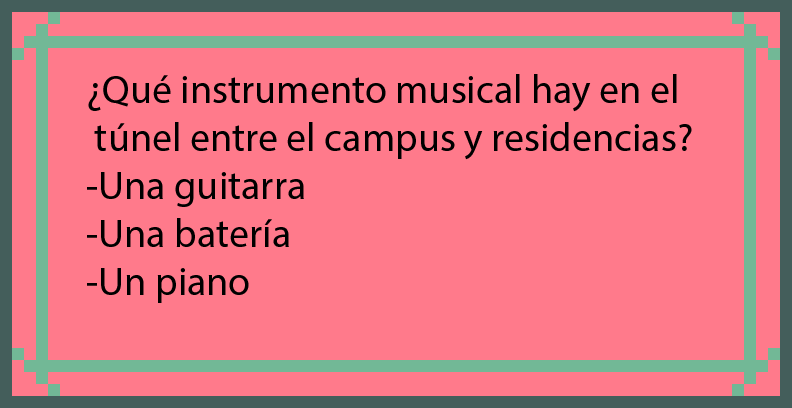 ¿Qué instrumento musical hay en el
túnel entre el campus y residencias?
-Una guitarra
-Una batería
-Un piano